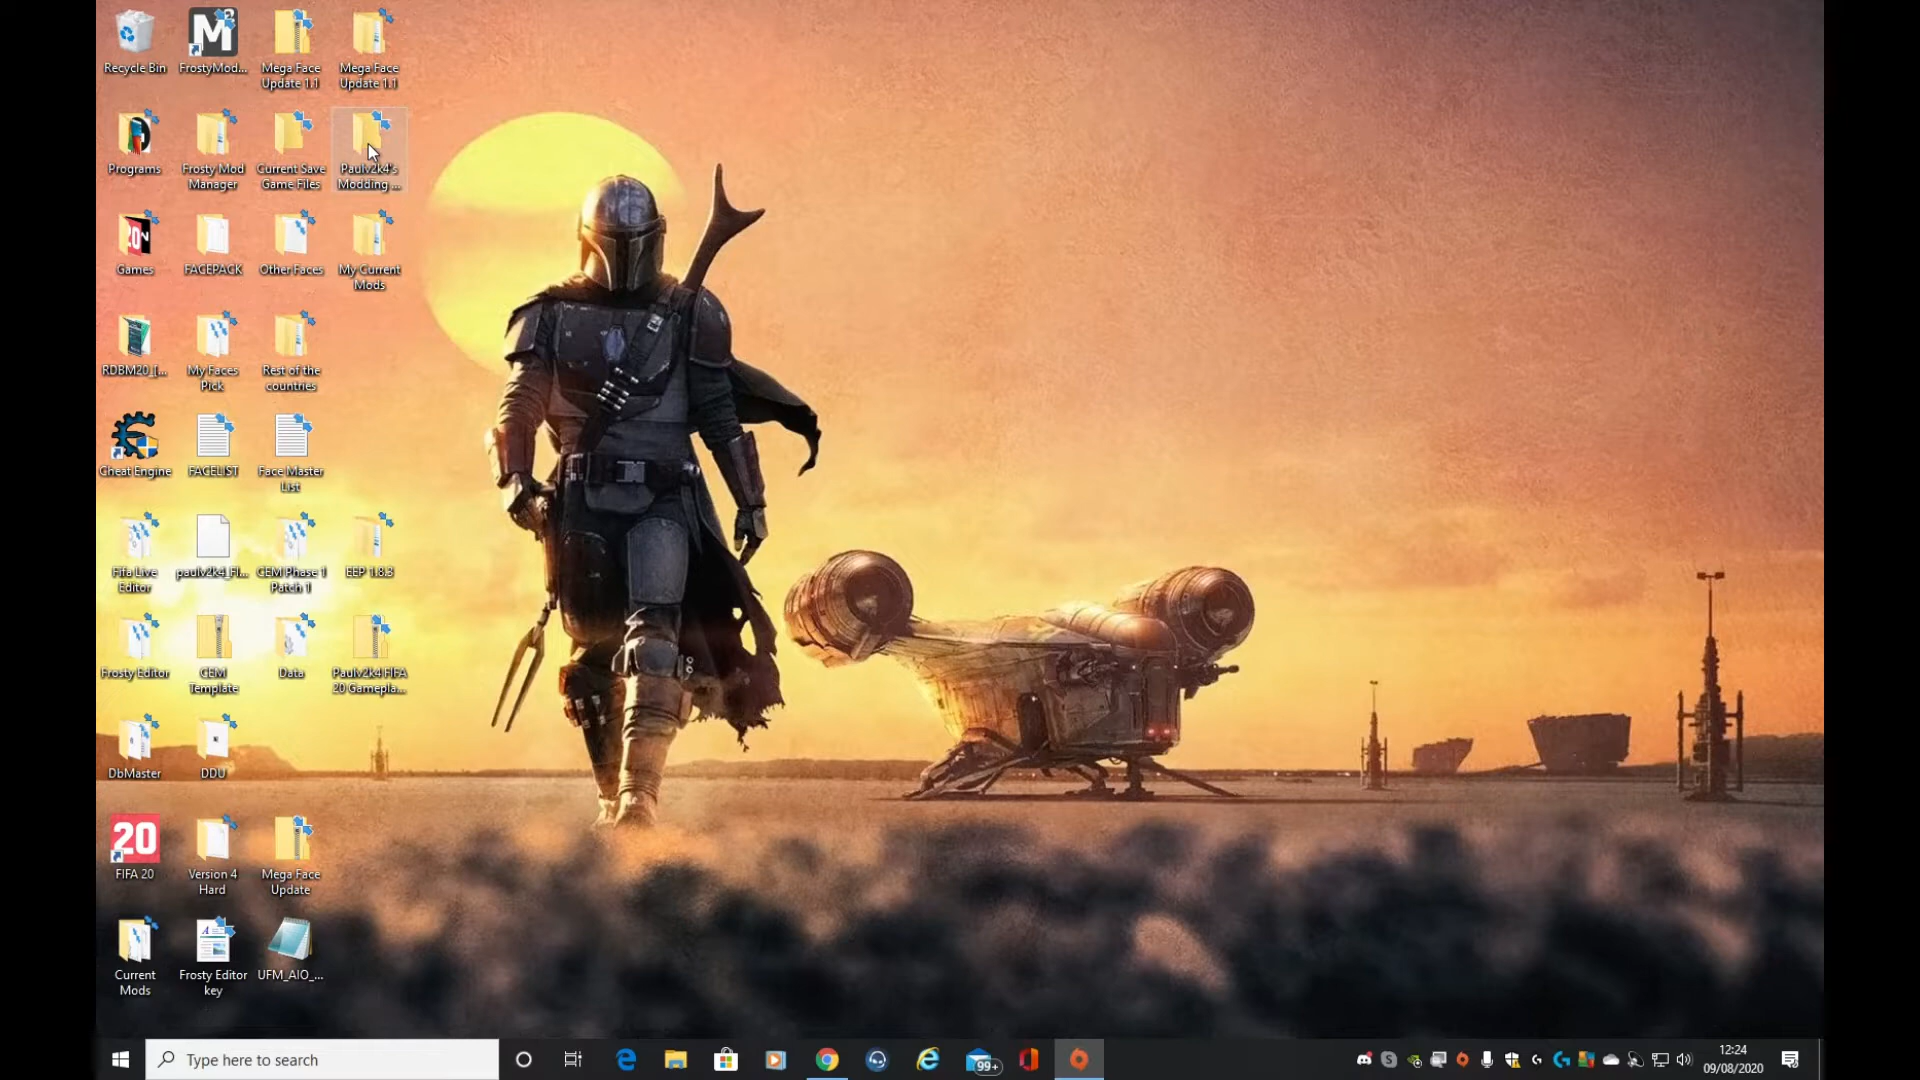 Recycle Bin
FrostyMod...
Mega Face
Update 1.1
Mega Face
Update 1.1
Programs
Frosty Mod
Manager
Current Save
Game Files
Paulv2k4's
Modding ...
Games
FACEPACK
Other Faces
My Current
Mods
RDBM20_[...
My Faces
Pick
Rest of the
countries
Cheat Engine
FACELIST
Face Master
List
Fifa Live
Editor
paulv2k4_FI...
CEM Phase 1
Patch 1
EEP 1.8.3
Frosty Editor
CEM
Template
Data
Paulv2k4 FIFA
20 Gamepla...
DbMaster
DDU
20
FIFA 20
Version 4
Hard
Mega Face
Update
Current
Mods
Frosty Editor
key
UFM_AIO_...
Type here to search
99+
12:24
09/08/2020